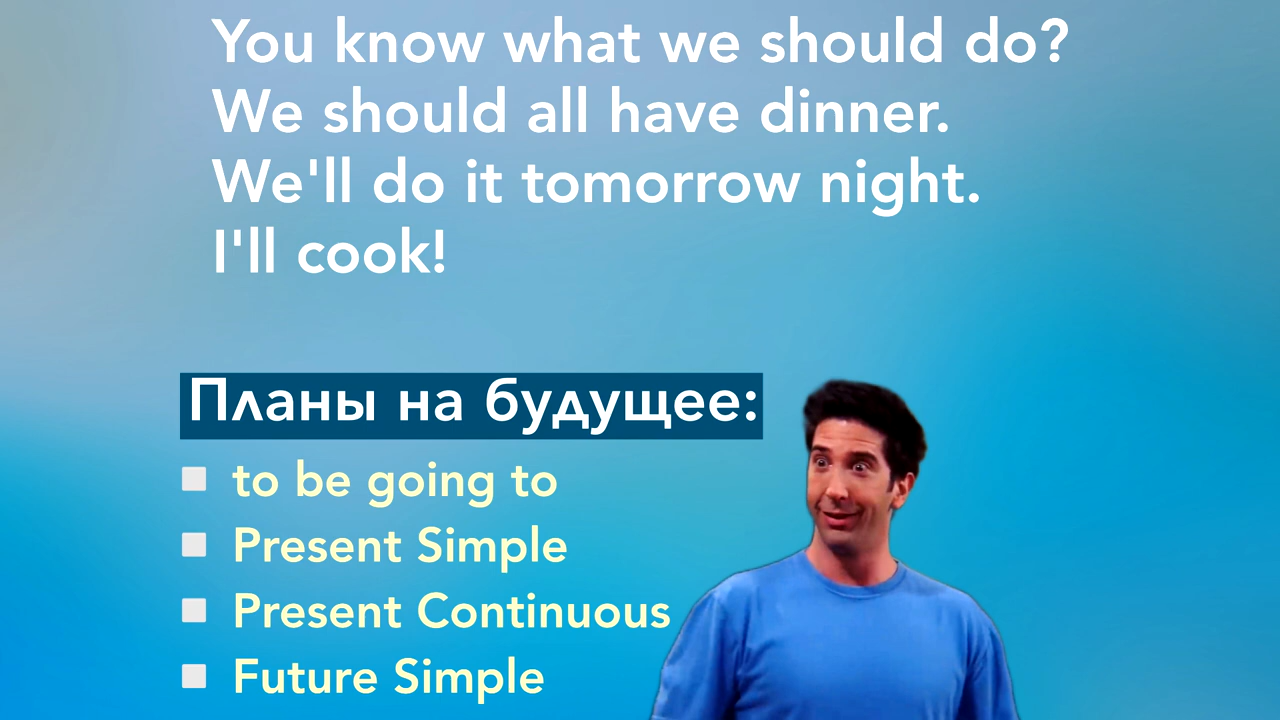 You know what we should do?
We should all have dinner.
We'll do it tomorrow night.
I'll cook!
Планы на будущее:
to be going to
Present Simple
Present Continuous
Future Simple